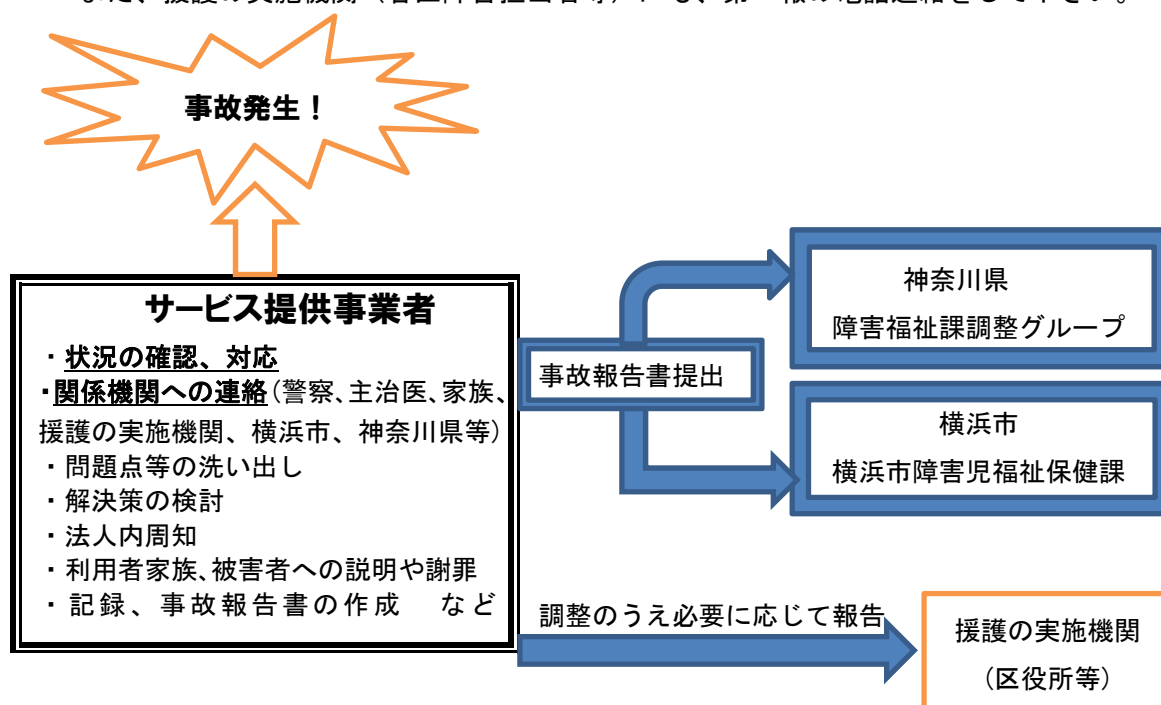 事故発生！
サービス提供事業者
・状況の確認、対応
・関係機関への連絡（警察、主治医、家族、
援護の実施機関、横浜市、神奈川県等）
・問題点等の洗い出し
・解決策の検討
・法人内周知
・利用者家族、被害者への説明や謝罪
・記録、事故報告書の作成　など
事故報告書提出
神奈川県
障害福祉課調整グループ
横浜市
横浜市障害児福祉保健課
調整のうえ必要に応じて報告
援護の実施機関
（区役所等）